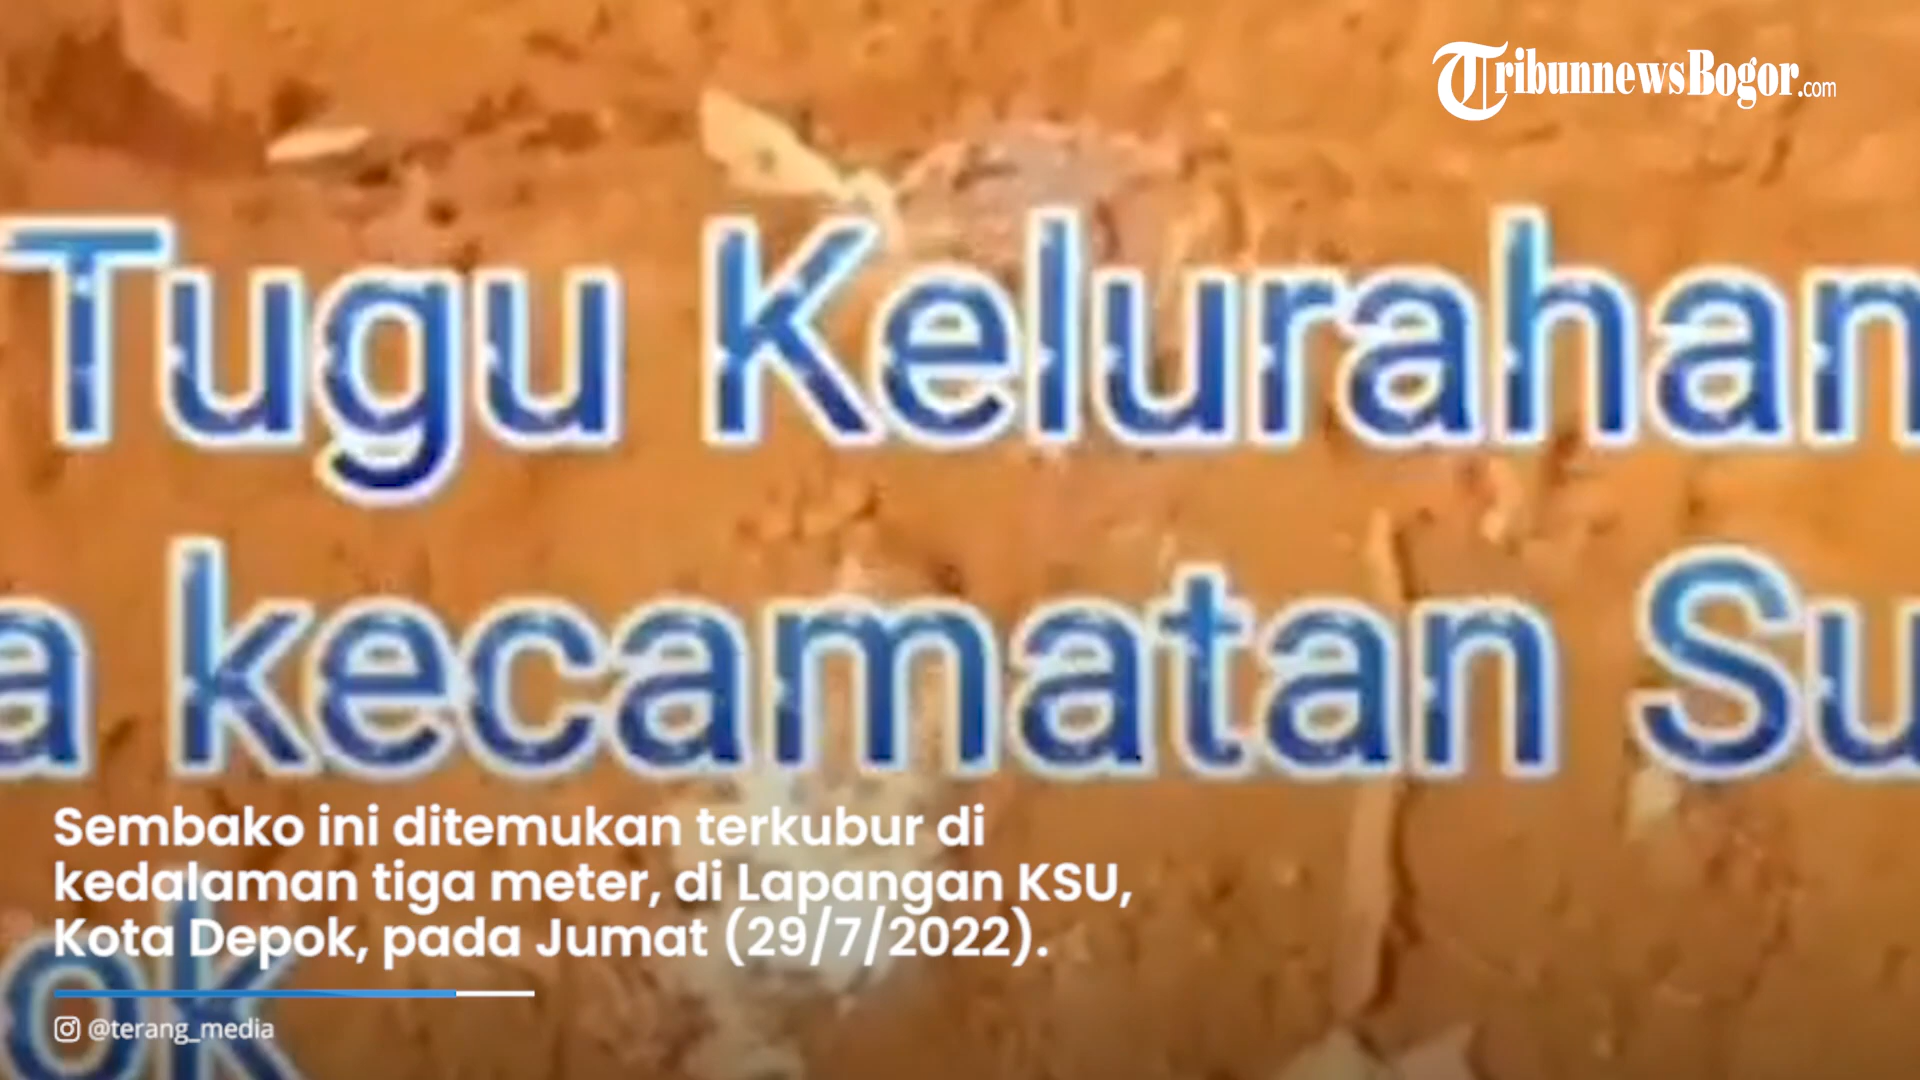 TribunnewsBogor.com
Tugu Kelurahan
a kecamatan Su
Sembako ini ditemukan terkubur di
kedalaman tiga meter, di Lapangan KSU,
Kota Depok, pada Jumat (29/7/2022).
ok
@terang_media